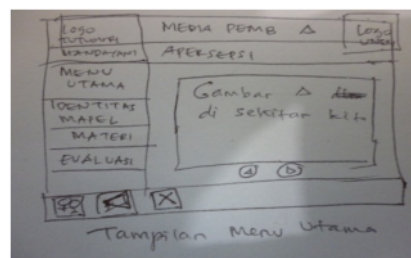 Logo
MEDIA PEMB △
Logo
APERSEPSI
MENU
UTAMA
IDENTITAS
MAPEL
MATERI
EVALUASI
Gambar △
di sekitar kita
a b
Tampilan Menu Utama